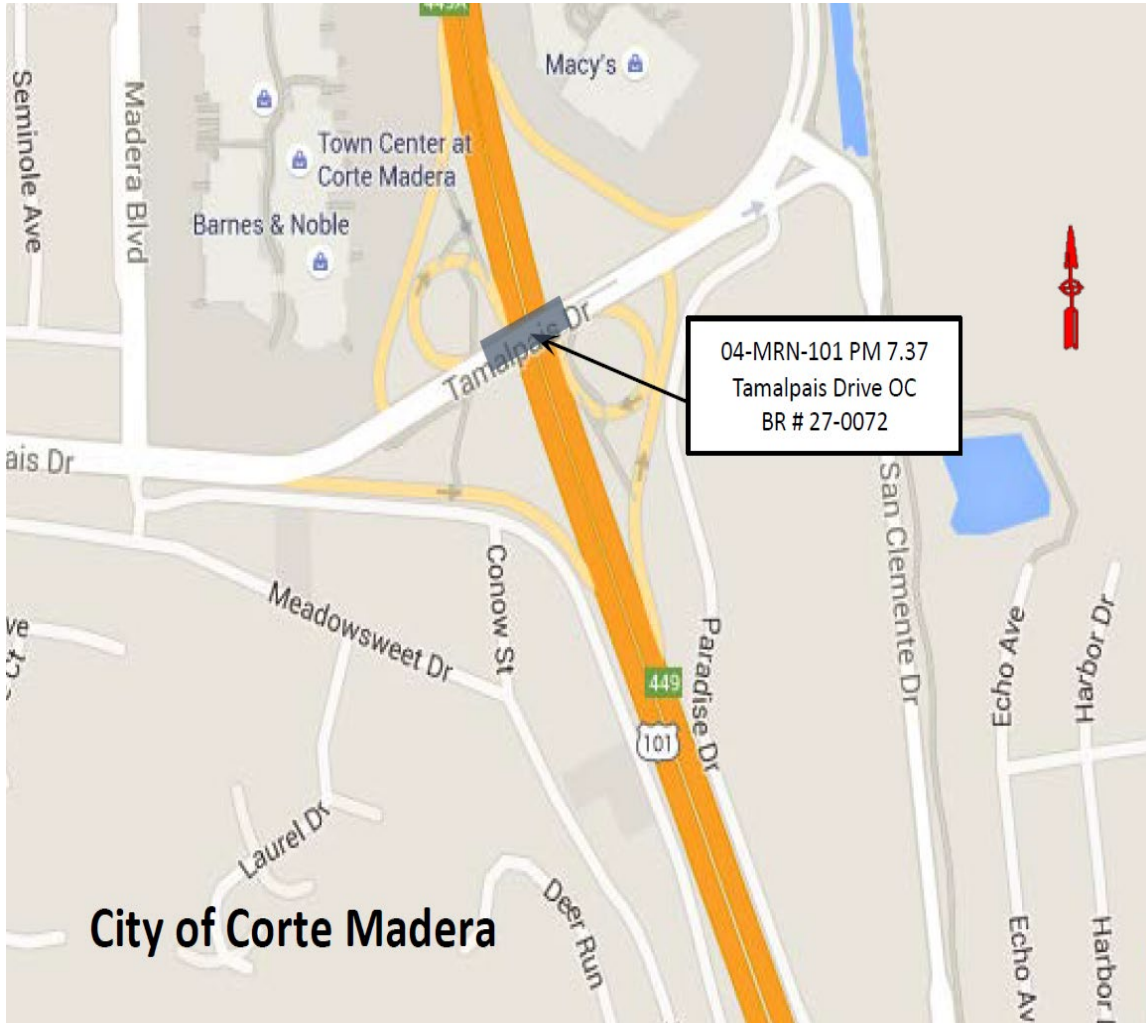 449A
Macy's
Seminole Ave
Madera Blvd
Town Center at
Corte Madera
Barnes & Noble
Tamalpais Dr
04-MRN-101 PM 7.37
Tamalpais Drive OC
BR # 27-0072
ais Dr
San Clemente Dr
Conow St
Meadowsweet Dr
Paradise Dr
Echo Ave
Harbor Dr
ve
449
101
Laurel Dr
Deer Run
City of Corte Madera
Echo Av
Harbor